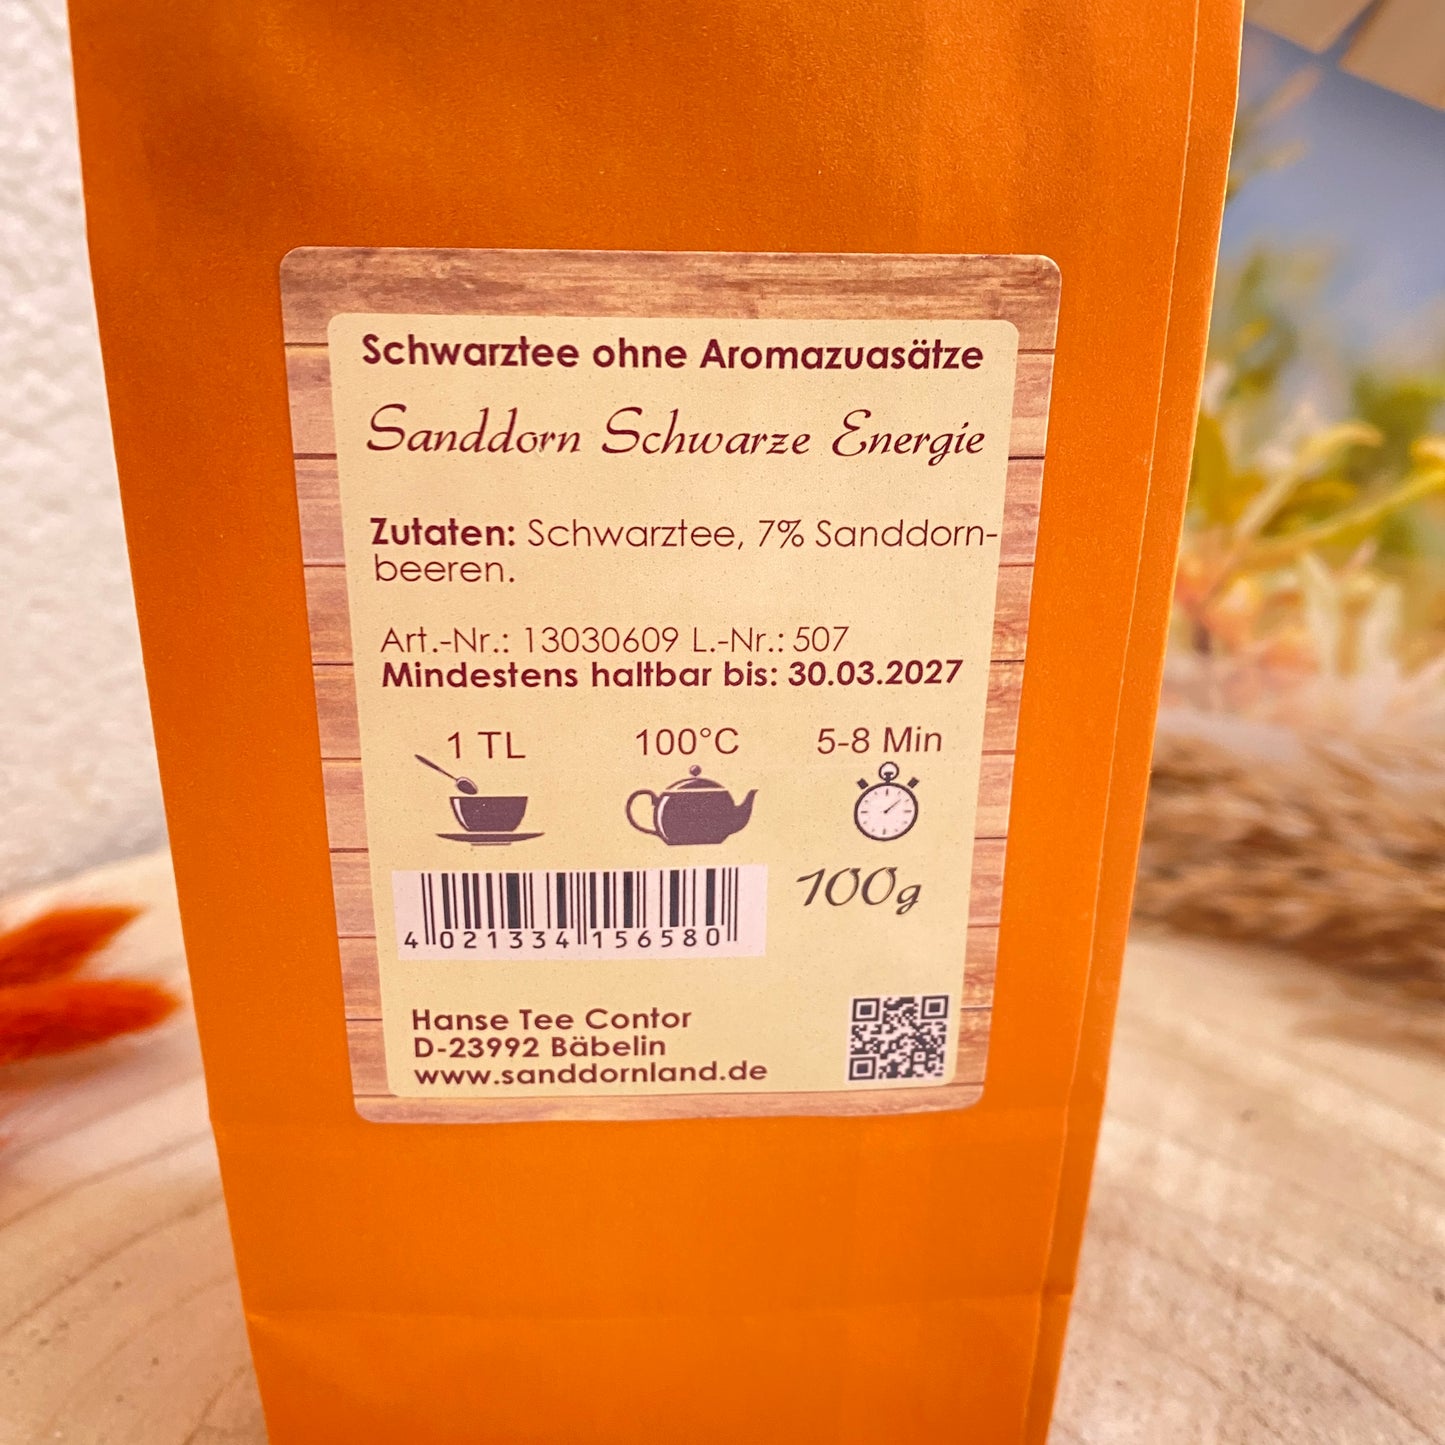 Schwarztee ohne Aromazuasätze
Sanddorn Schwarze Energie
Zutaten: Schwarztee, 7% Sanddorn-
beeren.
Art.-Nr.: 13030609 L.-Nr.: 507
Mindestens haltbar bis: 30.03.2027
1 TL 100°C 5-8 Min
100g
4 021334 156580
Hanse Tee Contor
D-23992 Bäbelin
www.sanddornland.de